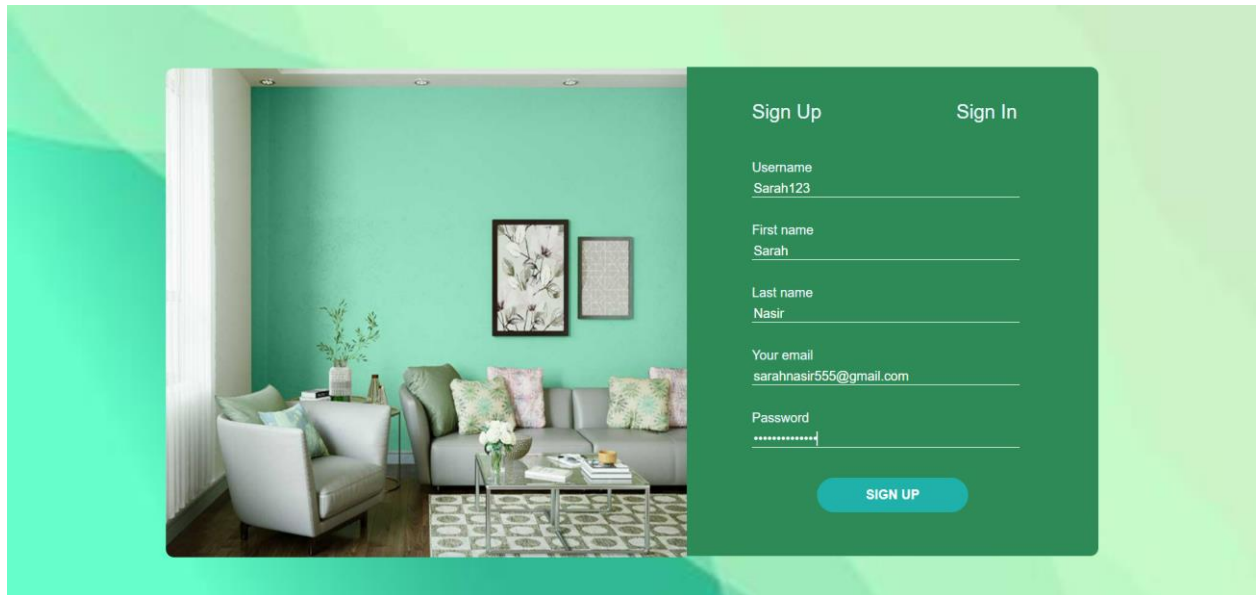 Sign Up Sign In
Username
Sarah123
First name
Sarah
Last name
Nasir
Your email
sarahnasir555@gmail.com
Password
••••••••••••••
SIGN UP